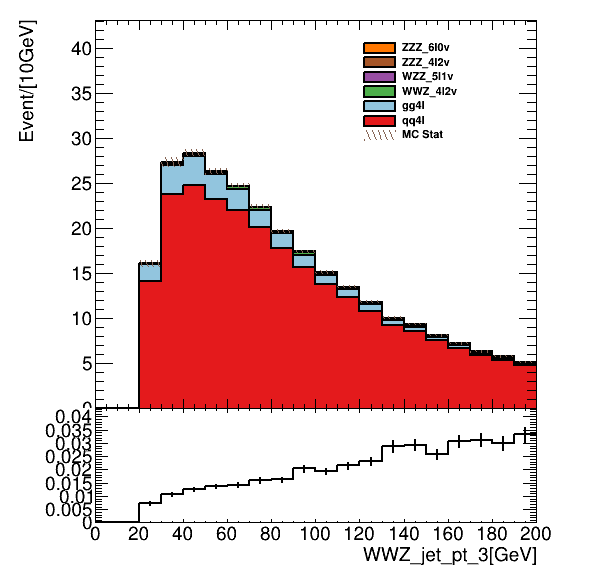 Event/[10GeV]
40
35
30
25
20
15
10
5
0
ZZZ_6l0v
ZZZ_4l2v
WZZ_5l1v
WWZ_4l2v
gg4l
qq4l
MC Stat
0.04
0.035
0.03
0.025
0.02
0.015
0.01
0.005
0
0 20 40 60 80 100 120 140 160 180 200
WWZ_jet_pt_3[GeV]